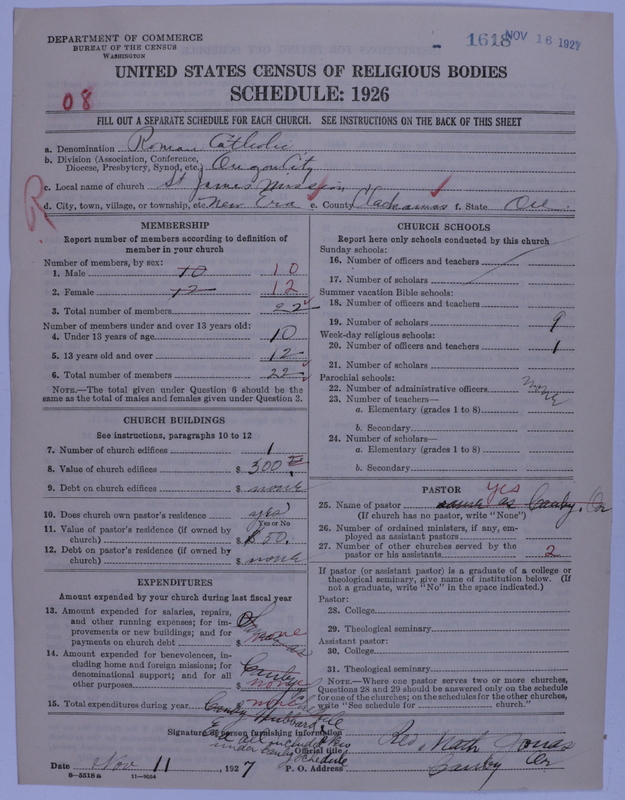 DEPARTMENT OF COMMERCE
BUREAU OF THE CENSUS
WASHINGTON
1618 NOV 16 1927
UNITED STATES CENSUS OF RELIGIOUS BODIES
SCHEDULE: 1926
08
FILL OUT A SEPARATE SCHEDULE FOR EACH CHURCH. SEE INSTRUCTIONS ON THE BACK OF THIS SHEET
a. Denomination Roman Catholic
b. Division (Association, Conference, Diocese, Presbytery, Synod, etc.) Oregon City
c. Local name of church St James Mission
d. City, town, village, or township, etc. New Era e. County Clackamas f. State Ore.
R
MEMBERSHIP
Report number of members according to definition of member in your church
Number of members, by sex:
1. Male 10 10
2. Female 12 12
3. Total number of members 22
Number of members under and over 13 years old:
4. Under 13 years of age 10
5. 13 years old and over 12
6. Total number of members 22
NOTE.—The total given under Question 6 should be the same as the total of males and females given under Question 3.
CHURCH BUILDINGS
See instructions, paragraphs 10 to 12
7. Number of church edifices 1
8. Value of church edifices $ 500
9. Debt on church edifices $ none
10. Does church own pastor's residence yes
Yes or No
11. Value of pastor's residence (if owned by church) $ 50.
12. Debt on pastor's residence (if owned by church) $ none
EXPENDITURES
Amount expended by your church during last fiscal year
13. Amount expended for salaries, repairs, and other running expenses; for improvements or new buildings; and for payments on church debt $ none
14. Amount expended for benevolences, including home and foreign missions; for denominational support; and for all other purposes $ none
15. Total expenditures during year $
CHURCH SCHOOLS
Report here only schools conducted by this church
Sunday schools:
16. Number of officers and teachers
17. Number of scholars
Summer vacation Bible schools:
18. Number of officers and teachers
19. Number of scholars 9
Week-day religious schools:
20. Number of officers and teachers 1
21. Number of scholars
Parochial schools:
22. Number of administrative officers none
23. Number of teachers—
a. Elementary (grades 1 to 8)
b. Secondary
24. Number of scholars—
a. Elementary (grades 1 to 8)
b. Secondary
PASTOR
yes
25. Name of pastor same as Canby, Or
(If church has no pastor, write "None")
26. Number of ordained ministers, if any, employed as assistant pastors
27. Number of other churches served by the pastor or his assistants 2
If pastor (or assistant pastor) is a graduate of a college or theological seminary, give name of institution below. (If not a graduate, write "No" in the space indicated.)
Pastor:
28. College
29. Theological seminary
Assistant pastor:
30. College
31. Theological seminary
NOTE.—Where one pastor serves two or more churches, Questions 28 and 29 should be answered only on the schedule for one of the churches; on the schedules for the other churches, write "See schedule for church."
Canby Hubbard
under Canby
schedule
Signature of person furnishing information Rev. Math Jonas
Official title
Date Nov 11, 1927 P. O. Address Canby Or
8—5518a 11—9054